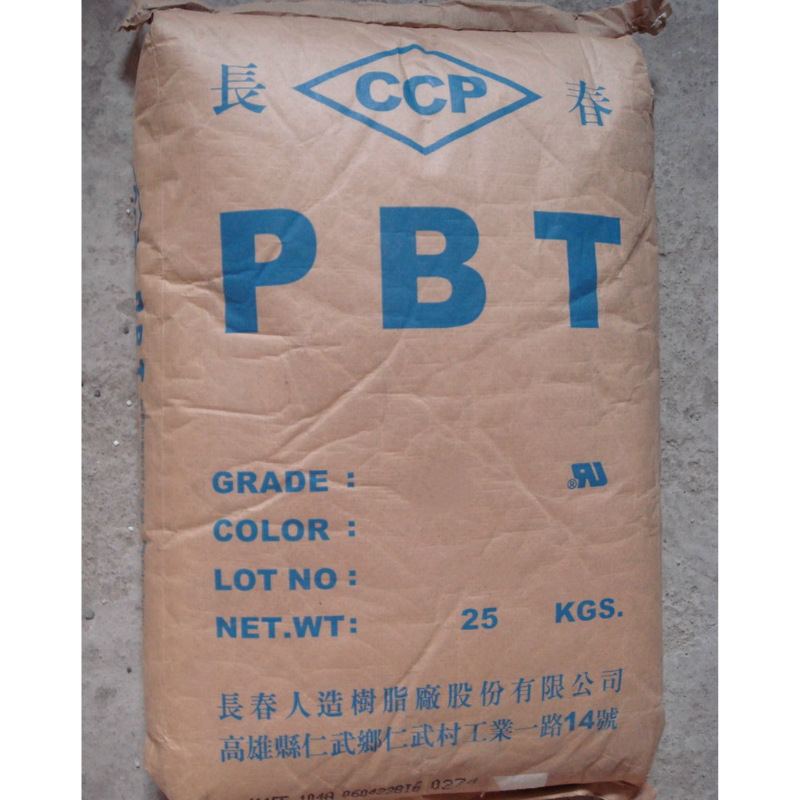 長 CCP 春
PBT
GRADE :
COLOR :
LOT NO :
NET.WT: 25 KGS.
長春人造樹脂廠股份有限公司
高雄縣仁武鄉仁武村工業一路14號